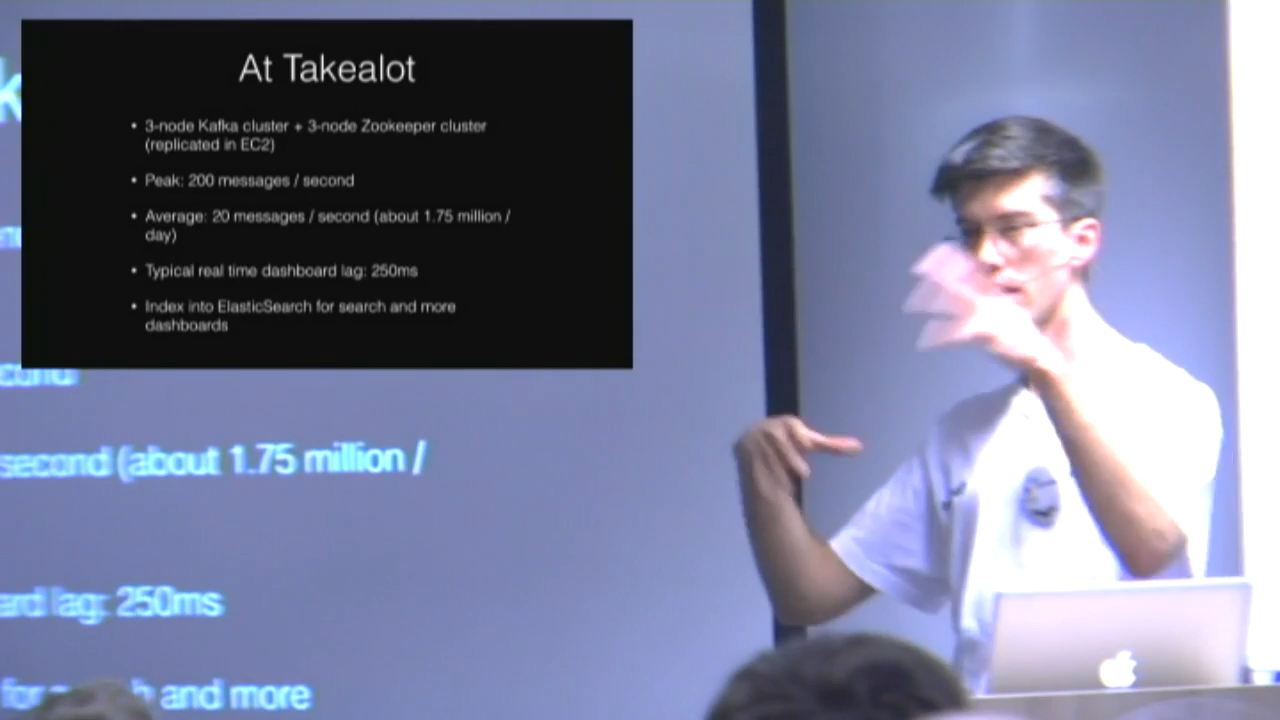 At Takealot
• 3-node Kafka cluster + 3-node Zookeeper cluster
(replicated in EC2)
• Peak: 200 messages / second
• Average: 20 messages / second (about 1.75 million /
day)
• Typical real time dashboard lag: 250ms
• Index into ElasticSearch for search and more
dashboards
second (about 1.75 million /
lag: 250ms
for and more